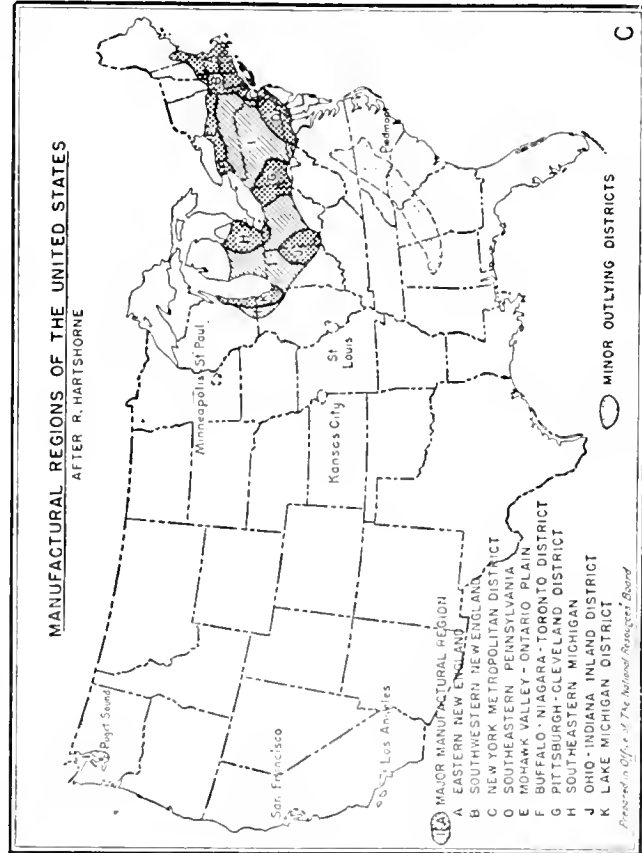 MANUFACTURAL REGIONS OF THE UNITED STATES
AFTER R. HARTSHORNE
Puget Sound
Minneapolis St Paul
San Francisco
Los Angeles
Kansas City
St Louis
Piedmont
MAJOR MANUFACTURAL REGION
A EASTERN NEW ENGLAND
B SOUTHWESTERN NEW ENGLAND
C NEW YORK METROPOLITAN DISTRICT
D SOUTHEASTERN PENNSYLVANIA
E MOHAWK VALLEY - ONTARIO PLAIN
F BUFFALO - NIAGARA - TORONTO DISTRICT
G PITTSBURGH - CLEVELAND DISTRICT
H SOUTHEASTERN MICHIGAN
J OHIO - INDIANA INLAND DISTRICT
K LAKE MICHIGAN DISTRICT
MINOR OUTLYING DISTRICTS
Prepared in Office of The National Resources Board
C